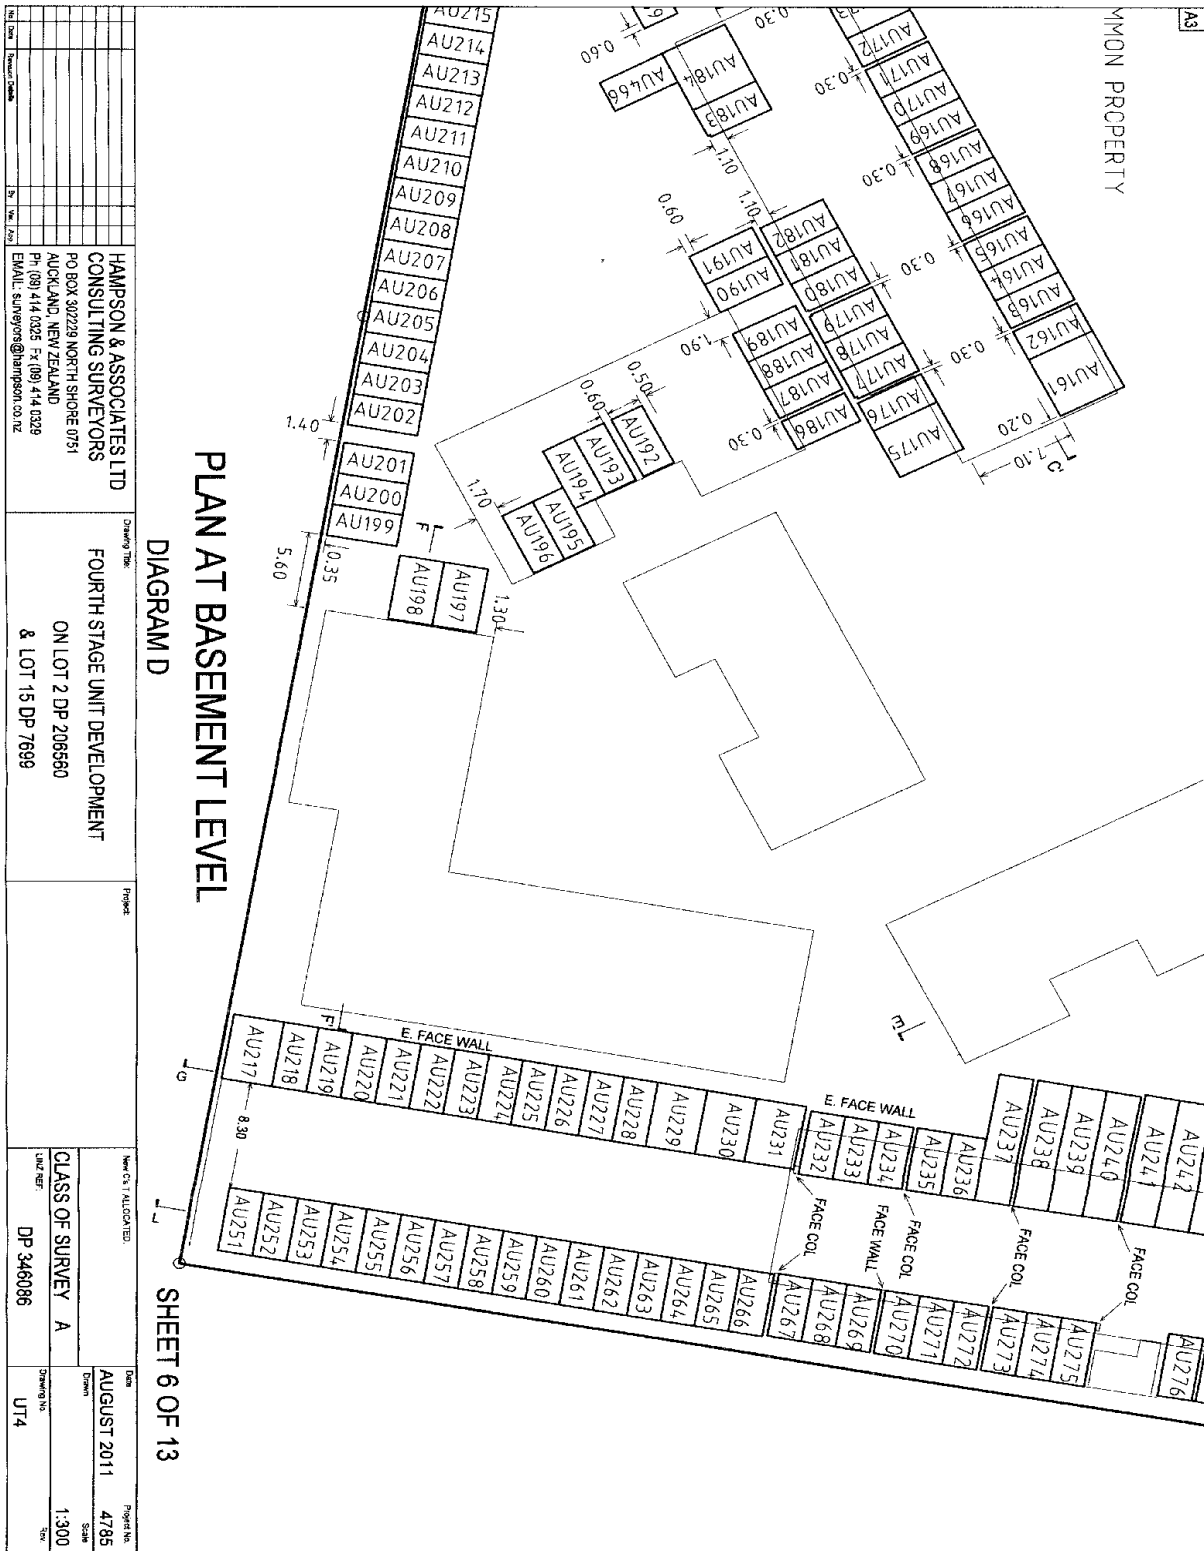 A3
MMON PROPERTY
AU172
AU171
AU170
AU169
AU168
AU167
AU166
AU165
AU164
AU163
AU162
AU161
0.30
0.30
0.30
0.30
0.30
0.20
7.10
AU184
AU183
AU466
0.60
1.10
1.10
AU182
AU181
AU180
AU179
AU178
AU177
AU176
AU175
0.60
AU191
AU190
AU189
AU188
AU187
AU186
1.90
0.30
0.50
0.60
AU192
AU193
AU194
AU195
AU196
1.70
AU215
AU214
AU213
AU212
AU211
AU210
AU209
AU208
AU207
AU206
AU205
AU204
AU203
AU202
1.40
AU201
AU200
AU199
0.35
5.60
F
AU197
AU198
1.30
E
F
E. FACE WALL
AU217
AU218
AU219
AU220
AU221
AU222
AU223
AU224
AU225
AU226
AU227
AU228
AU229
AU230
AU231
E. FACE WALL
AU232
AU233
AU234
AU235
AU236
AU237
AU238
AU239
AU240
AU241
AU242
FACE COL
FACE WALL
FACE COL
FACE COL
FACE COL
G
8.30
L
AU251
AU252
AU253
AU254
AU255
AU256
AU257
AU258
AU259
AU260
AU261
AU262
AU263
AU264
AU265
AU266
AU267
AU268
AU269
AU270
AU271
AU272
AU273
AU274
AU275
AU276
PLAN AT BASEMENT LEVEL
DIAGRAM D
SHEET 6 OF 13
No. Date Revision Details By Ver. App
HAMPSON & ASSOCIATES LTD
CONSULTING SURVEYORS
PO BOX 302229 NORTH SHORE 0751
AUCKLAND, NEW ZEALAND
Ph (09) 414 0325 Fx (09) 414 0329
EMAIL: surveyors@hampson.co.nz
Drawing Title:
FOURTH STAGE UNIT DEVELOPMENT
ON LOT 2 DP 206560
& LOT 15 DP 7699
Project:
New C's T ALLOCATED:
CLASS OF SURVEY A
LINZ REF:
DP 346086
Date
AUGUST 2011
Project No.
4785
Drawn
Scale
1:300
Drawing No.
UT4
Rev.